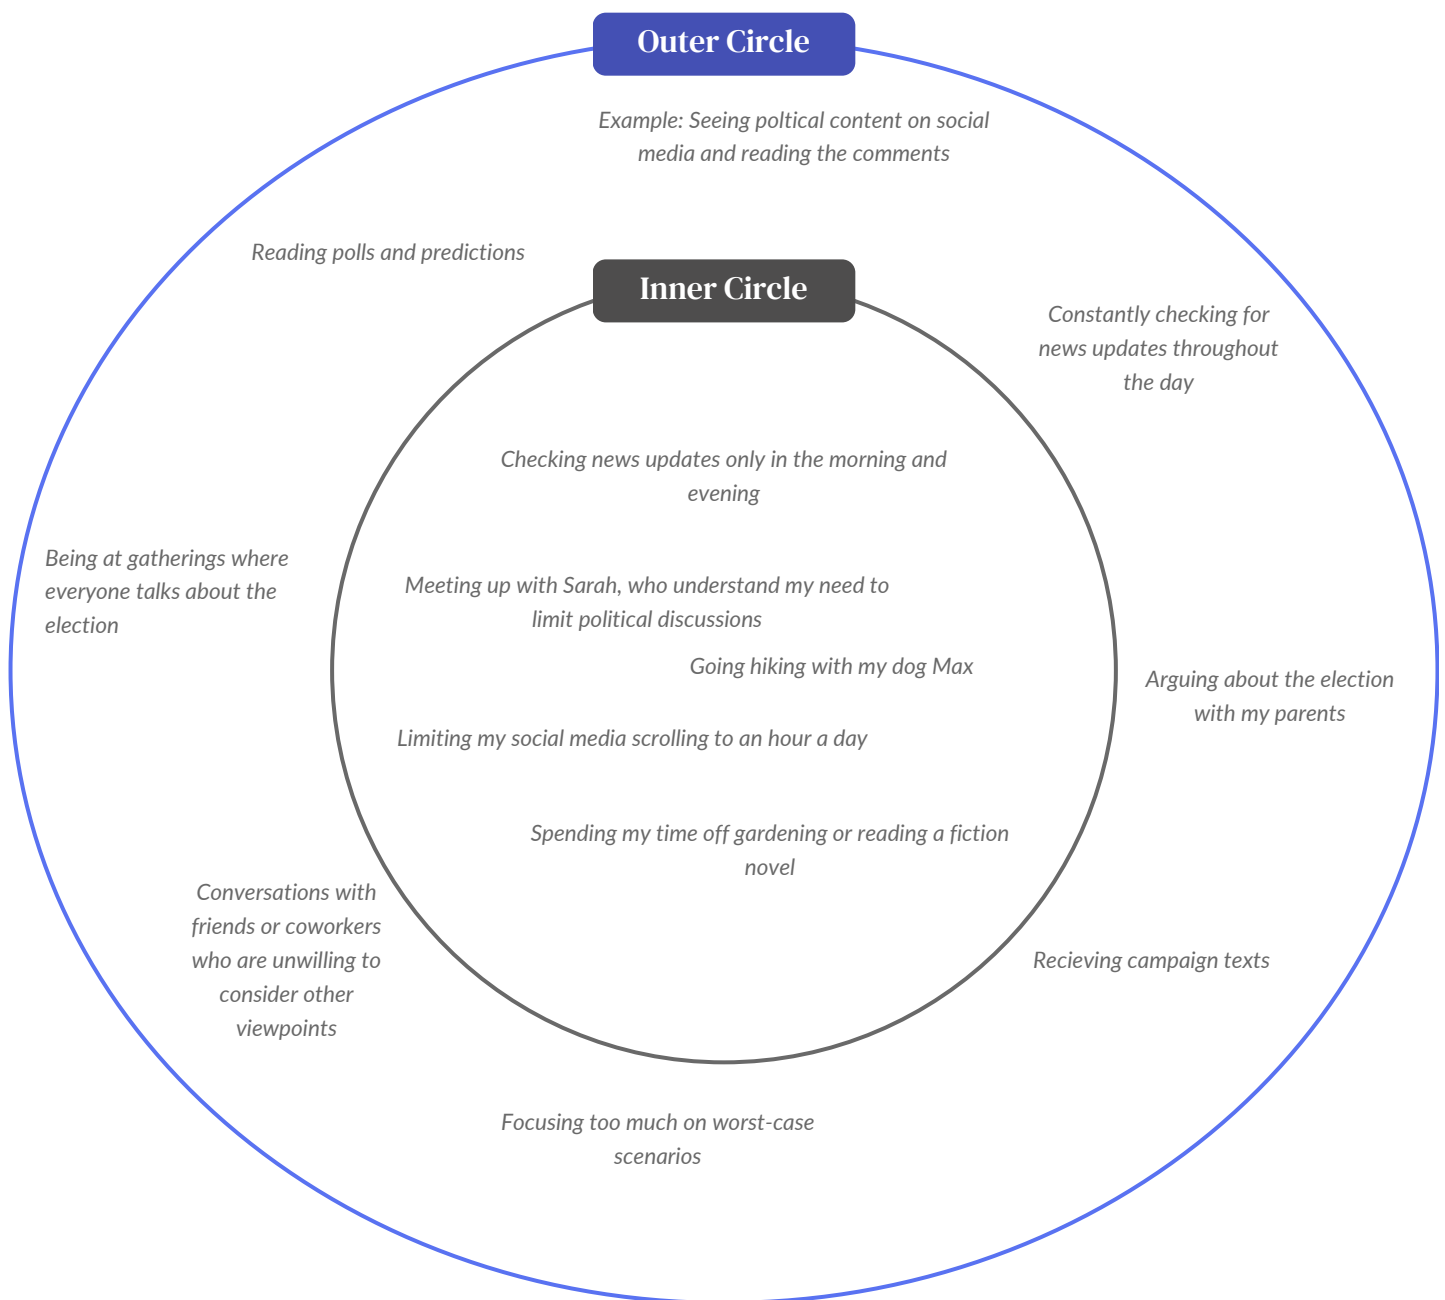 Outer Circle
Example: Seeing poltical content on social
media and reading the comments
Reading polls and predictions
Inner Circle
Constantly checking for
news updates throughout
the day
Checking news updates only in the morning and
evening
Being at gatherings where
everyone talks about the
election
Meeting up with Sarah, who understand my need to
limit political discussions
Going hiking with my dog Max
Arguing about the election
with my parents
Limiting my social media scrolling to an hour a day
Spending my time off gardening or reading a fiction
novel
Conversations with
friends or coworkers
who are unwilling to
consider other
viewpoints
Recieving campaign texts
Focusing too much on worst-case
scenarios